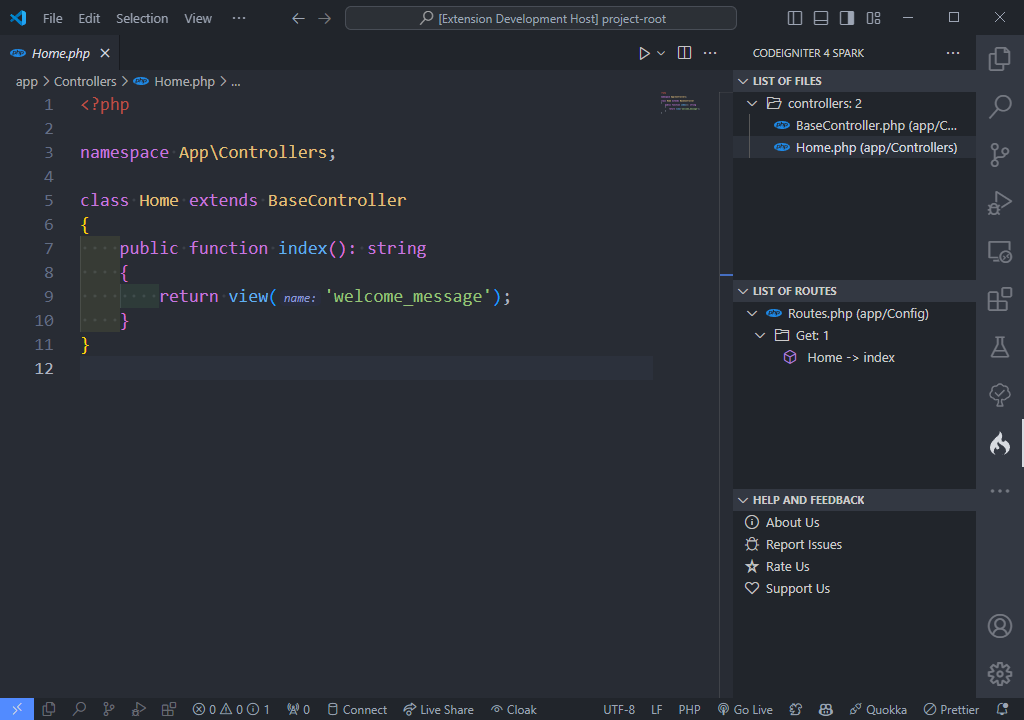 File Edit Selection View ··· [Extension Development Host] project-root
Home.php
app > Controllers > Home.php > ...
1 <?php
2
3 namespace App\Controllers;
4
5 class Home extends BaseController
6 {
7 public function index(): string
8 {
9 return view( name: 'welcome_message');
10 }
11 }
12
CODEIGNITER 4 SPARK
LIST OF FILES
controllers: 2
php BaseController.php (app/C...
php Home.php (app/Controllers)
LIST OF ROUTES
php Routes.php (app/Config)
Get: 1
Home -> index
HELP AND FEEDBACK
About Us
Report Issues
Rate Us
Support Us
0 0 1 0 Connect Live Share Cloak UTF-8 LF PHP Go Live Quokka Prettier